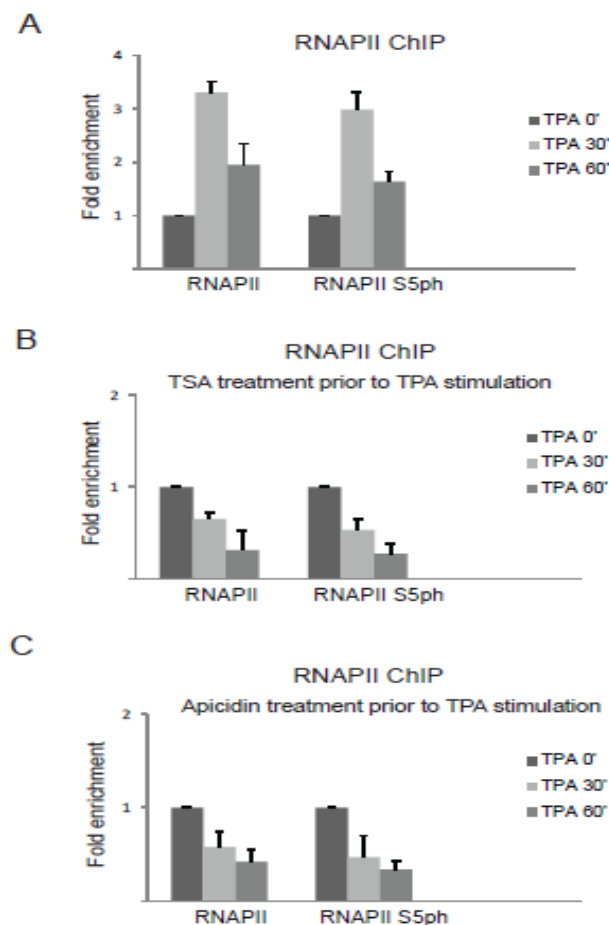 A
RNAPII ChIP
Fold enrichment
4
3
2
1
TPA 0'
TPA 30'
TPA 60'
RNAPII
RNAPII S5ph
B
RNAPII ChIP
TSA treatment prior to TPA stimulation
Fold enrichment
2
1
TPA 0'
TPA 30'
TPA 60'
RNAPII
RNAPII S5ph
C
RNAPII ChIP
Apicidin treatment prior to TPA stimulation
Fold enrichment
2
1
TPA 0'
TPA 30'
TPA 60'
RNAPII
RNAPII S5ph